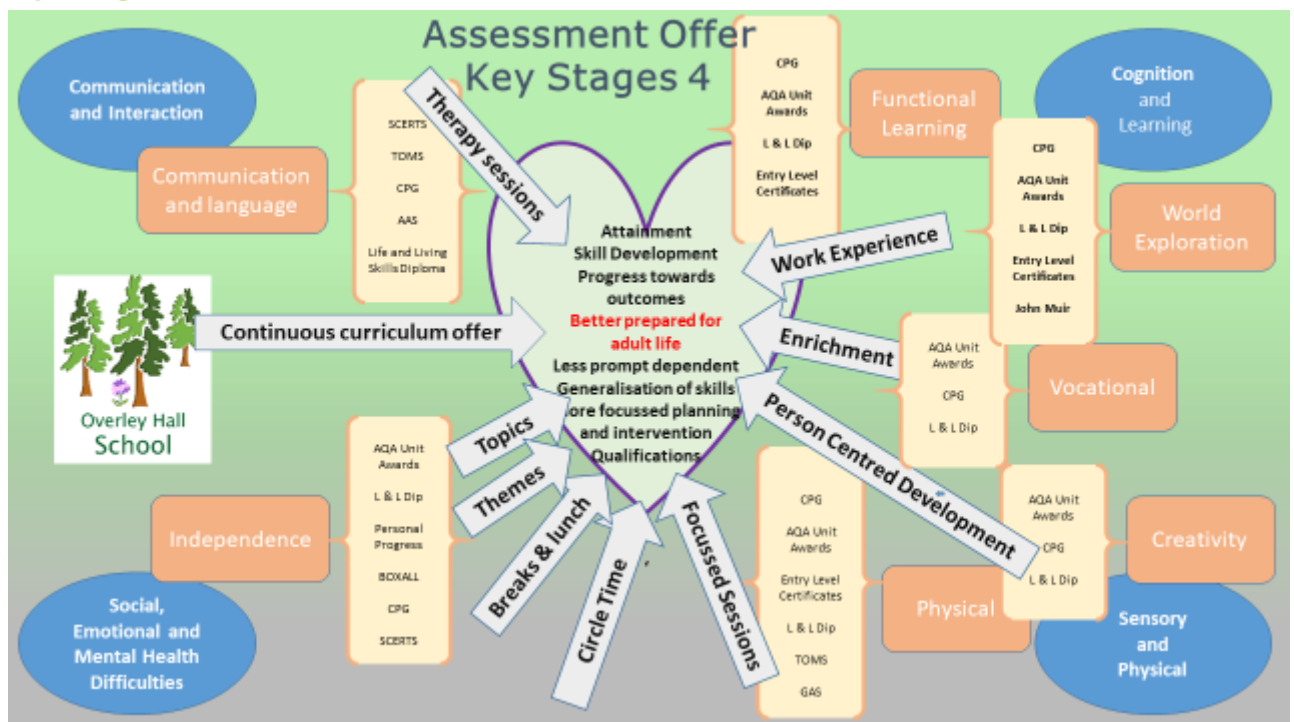 Assessment Offer
Key Stages 4
Communication
and Interaction
Communication
and language
SCERTS
TOMS
CPG
AAS
Life and Living
Skills Diploma
Therapy sessions
CPG
AQA Unit
Awards
L & L Dip
Entry Level
Certificates
Functional
Learning
Cognition
and
Learning
CPG
AQA Unit
Awards
L & L Dip
Entry Level
Certificates
John Muir
World
Exploration
Work Experience
Attainment
Skill Development
Progress towards
outcomes
Better prepared for
adult life
Less prompt dependent
Generalisation of skills
ore focussed planning
and intervention
Qualifications
Overley Hall
School
Continuous curriculum offer
Enrichment
AQA Unit
Awards
CPG
L & L Dip
Vocational
Person Centred Development
AQA Unit
Awards
CPG
L & L Dip
Creativity
Independence
AQA Unit
Awards
L & L Dip
Personal
Progress
BOXALL
CPG
SCERTS
Topics
Themes
Breaks & lunch
Circle Time
,
Focussed Sessions
CPG
AQA Unit
Awards
Entry Level
Certificates
L & L Dip
TOMS
GAS
Physical
Social,
Emotional and
Mental Health
Difficulties
Sensory
and
Physical